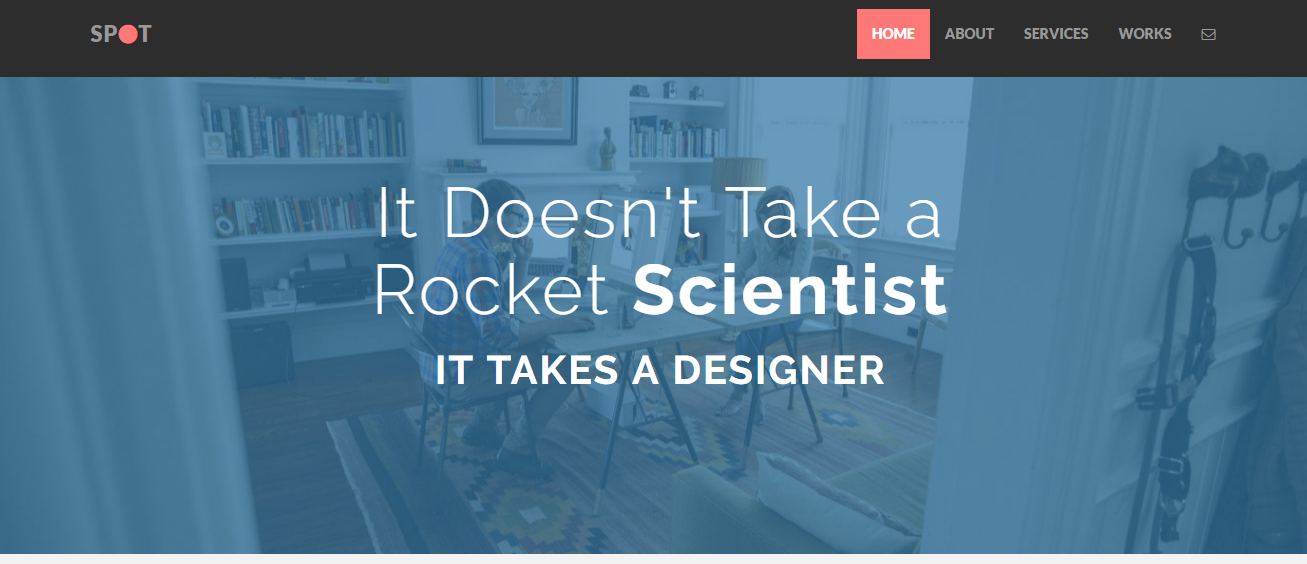 SPOT
HOME ABOUT SERVICES WORKS
It Doesn't Take a
Rocket Scientist
IT TAKES A DESIGNER